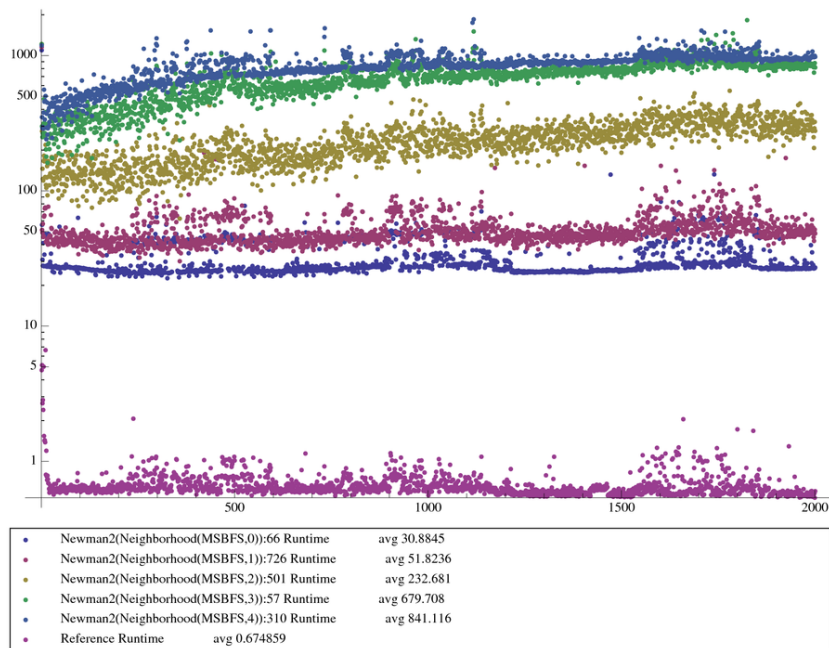 1000
500
100
50
10
5
1
500
1000
1500
2000
Newman2(Neighborhood(MSBFS,0)):66 Runtime avg 30.8845
Newman2(Neighborhood(MSBFS,1)):726 Runtime avg 51.8236
Newman2(Neighborhood(MSBFS,2)):501 Runtime avg 232.681
Newman2(Neighborhood(MSBFS,3)):57 Runtime avg 679.708
Newman2(Neighborhood(MSBFS,4)):310 Runtime avg 841.116
Reference Runtime avg 0.674859